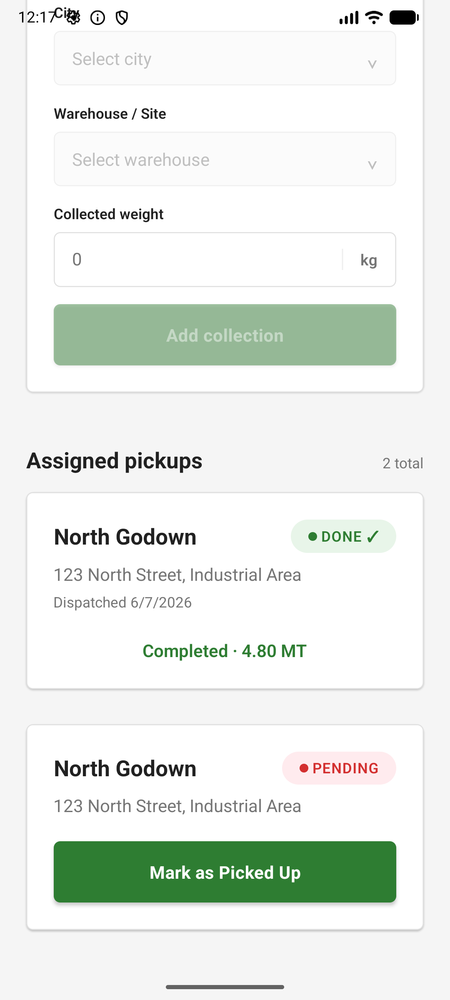 City
12:17
Select city
Warehouse / Site
Select warehouse
Collected weight
0 kg
Add collection
Assigned pickups 2 total
North Godown DONE ✓
123 North Street, Industrial Area
Dispatched 6/7/2026
Completed · 4.80 MT
North Godown PENDING
123 North Street, Industrial Area
Mark as Picked Up